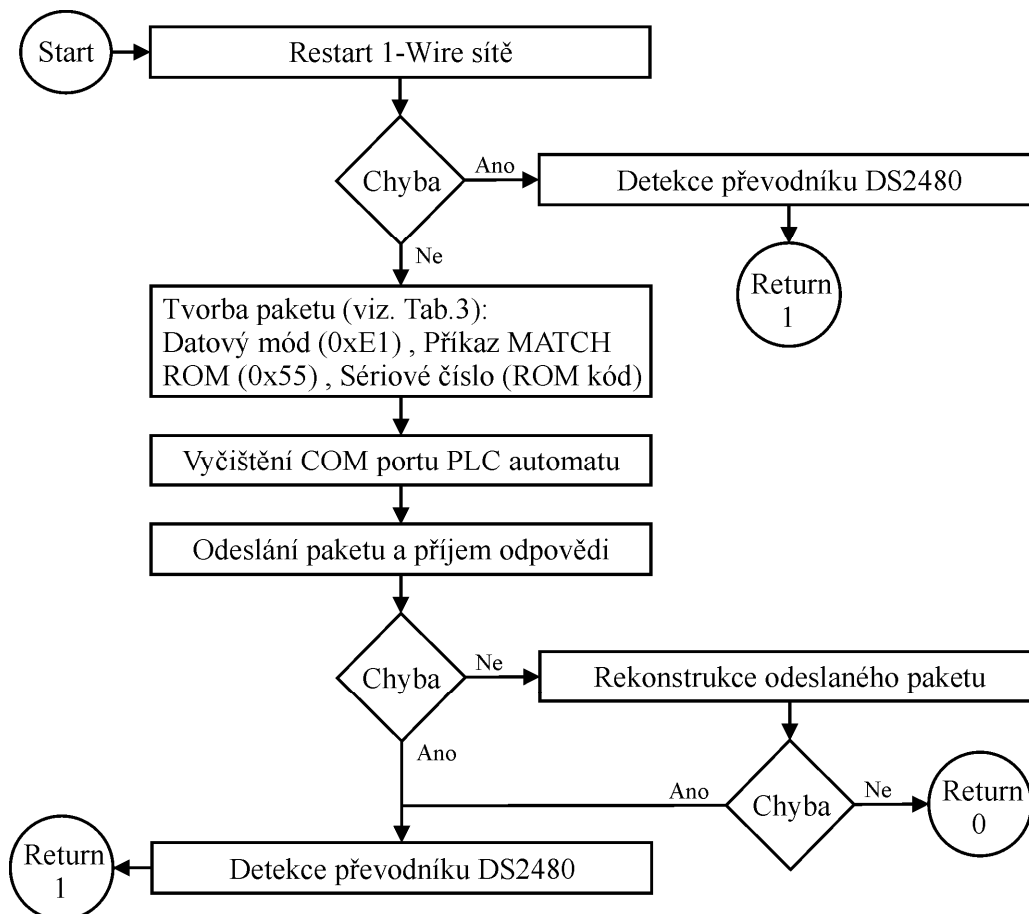 Start
Restart 1-Wire sítě
Chyba
Ano
Detekce převodníku DS2480
Ne
Return
1
Tvorba paketu (viz. Tab.3):
Datový mód (0xE1) , Příkaz MATCH
ROM (0x55) , Sériové číslo (ROM kód)
Vyčištění COM portu PLC automatu
Odeslání paketu a příjem odpovědi
Chyba
Ne
Rekonstrukce odeslaného paketu
Ano
Ano
Chyba
Ne
Return
0
Return
1
Detekce převodníku DS2480